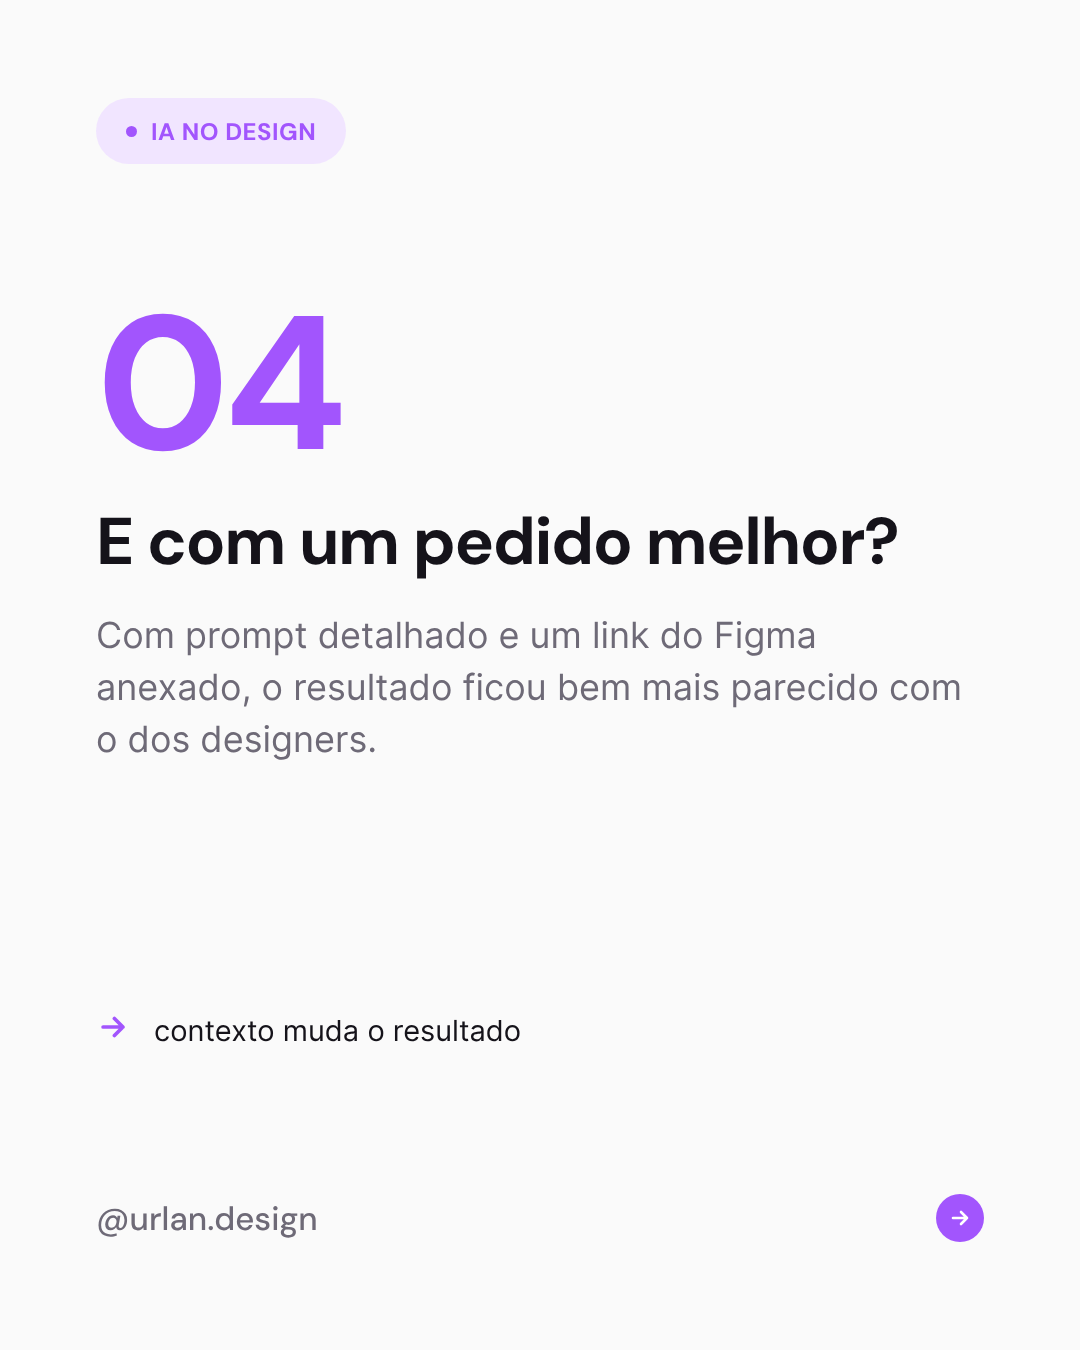 IA NO DESIGN
04
E com um pedido melhor?
Com prompt detalhado e um link do Figma
anexado, o resultado ficou bem mais parecido com
o dos designers.
contexto muda o resultado
@urlan.design